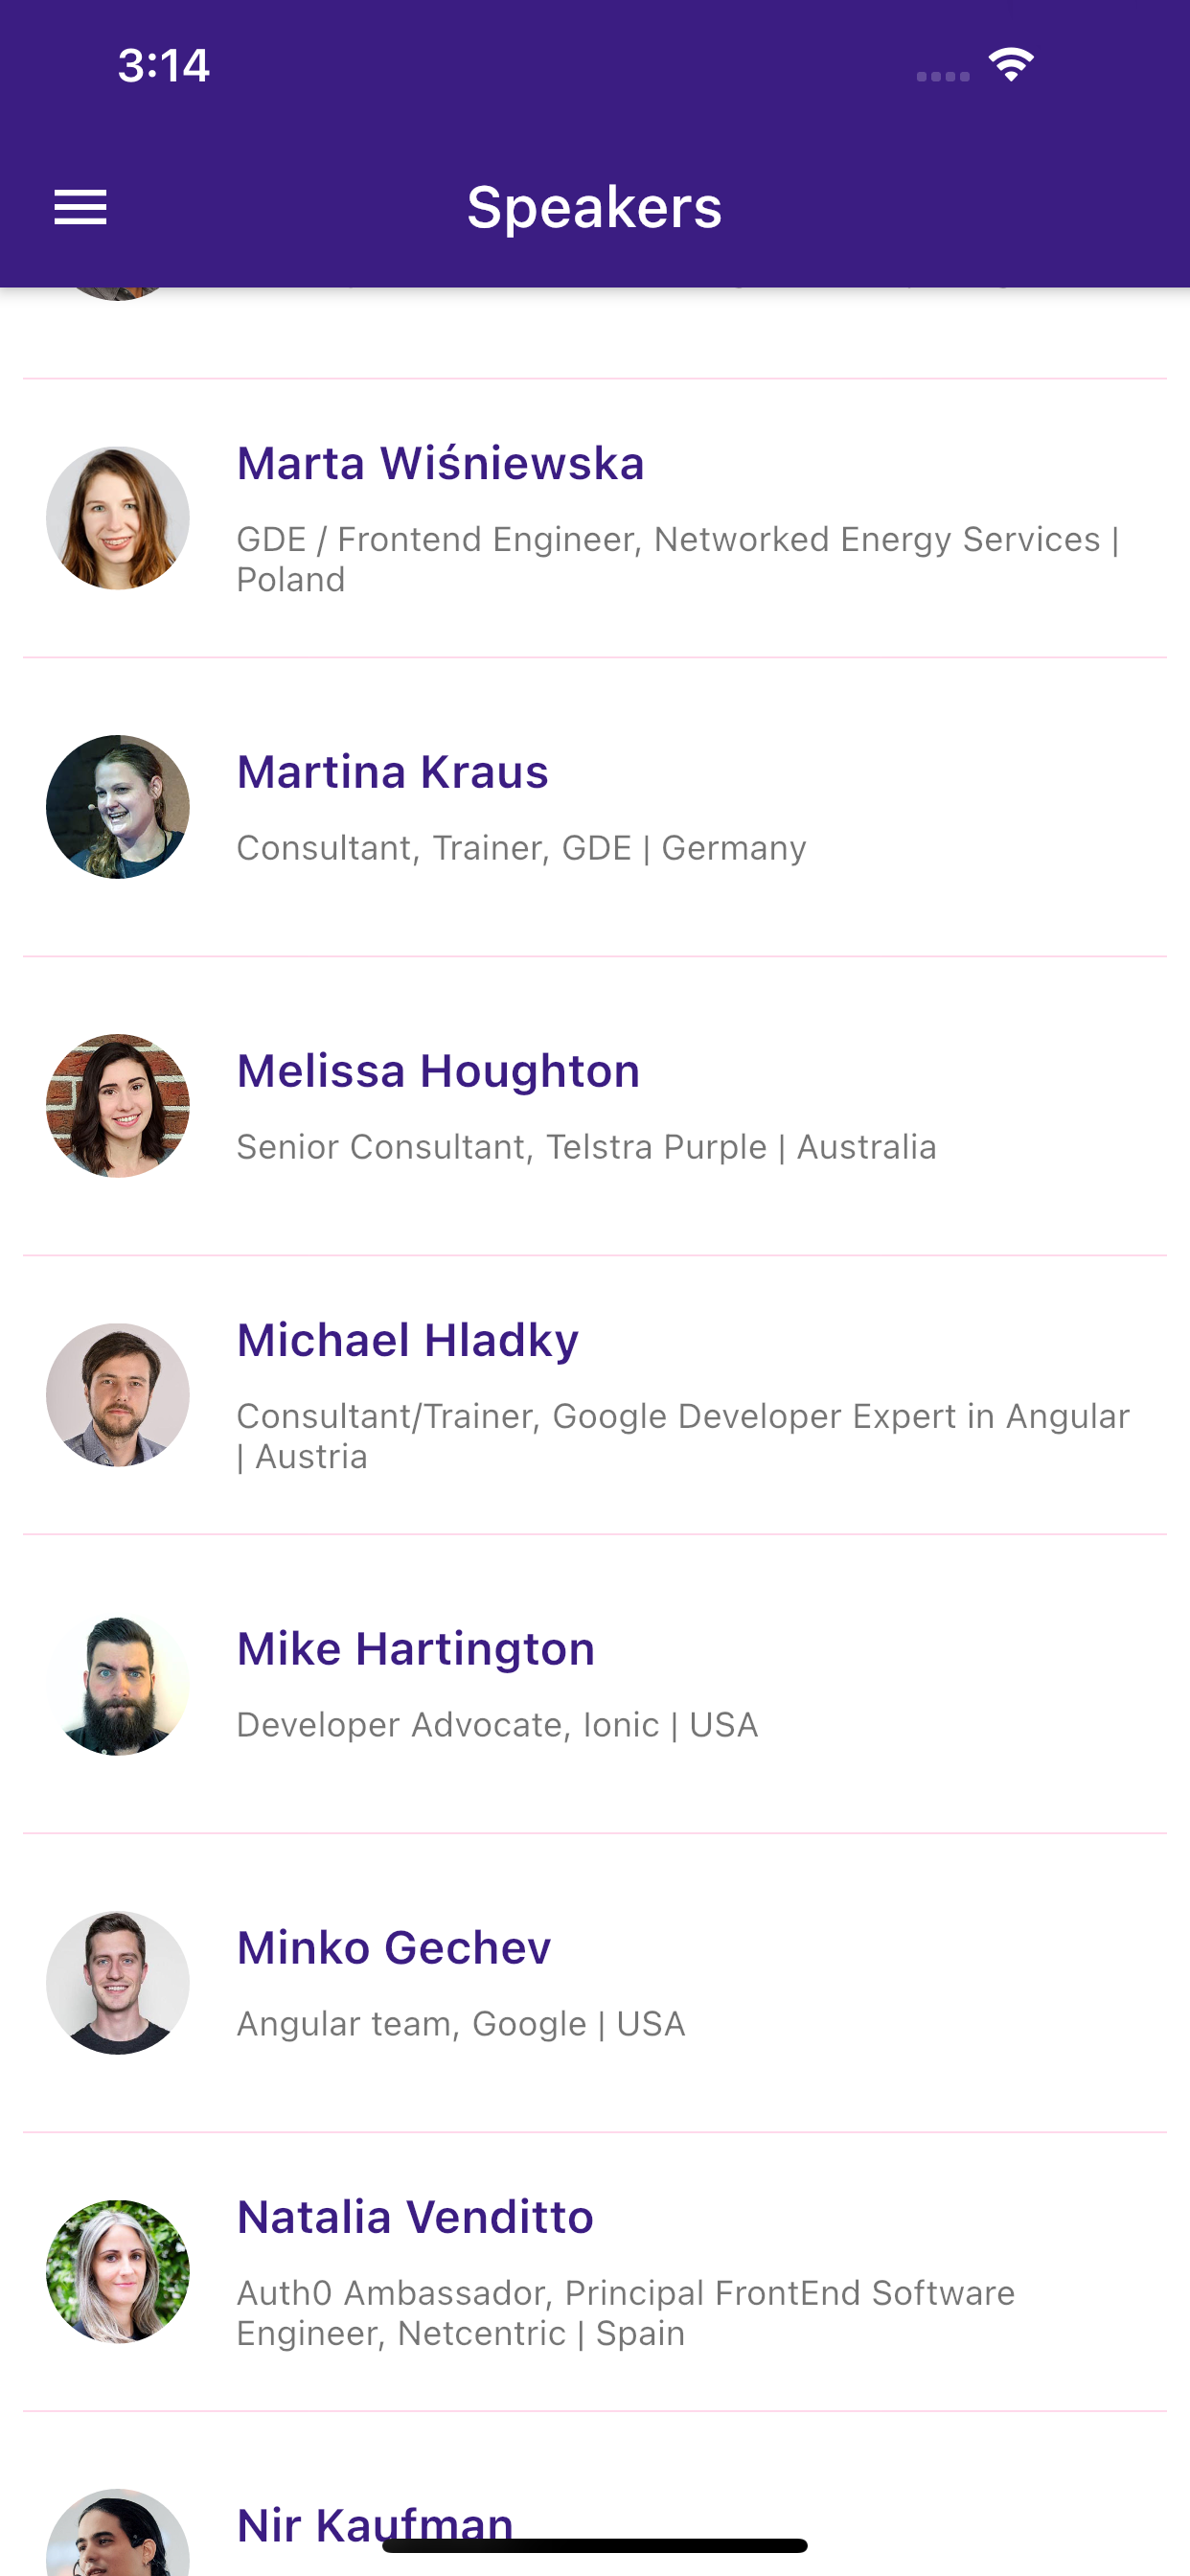 3:14
Speakers
Marta Wiśniewska
GDE / Frontend Engineer, Networked Energy Services |
Poland
Martina Kraus
Consultant, Trainer, GDE | Germany
Melissa Houghton
Senior Consultant, Telstra Purple | Australia
Michael Hladky
Consultant/Trainer, Google Developer Expert in Angular
| Austria
Mike Hartington
Developer Advocate, Ionic | USA
Minko Gechev
Angular team, Google | USA
Natalia Venditto
Auth0 Ambassador, Principal FrontEnd Software
Engineer, Netcentric | Spain
Nir Kaufman